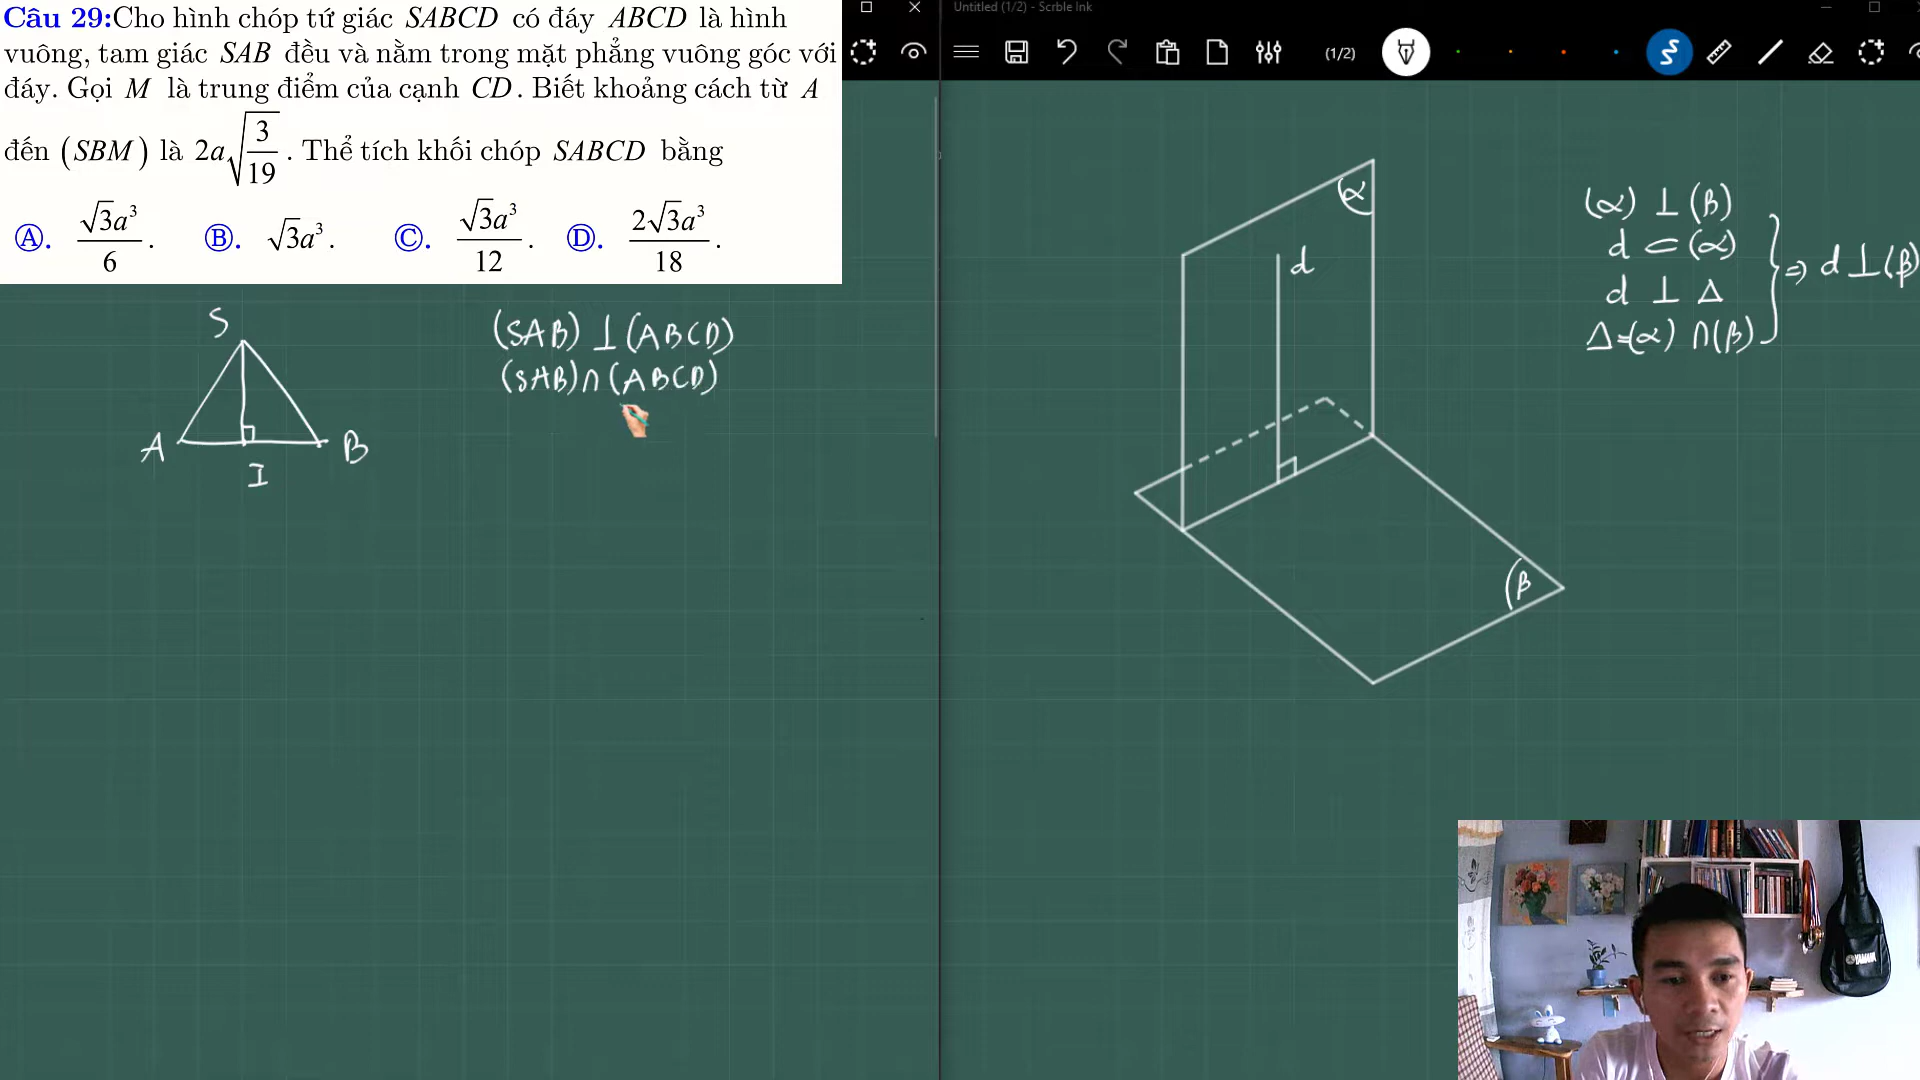 Câu 29:Cho hình chóp tứ giác SABCD có đáy ABCD là hình
vuông, tam giác SAB đều và nằm trong mặt phẳng vuông góc với
đáy. Gọi M là trung điểm của cạnh CD. Biết khoảng cách từ A
đến (SBM) là 2a√(3/19). Thể tích khối chóp SABCD bằng
Ⓐ. √3a³/6. Ⓑ. √3a³. Ⓒ. √3a³/12. Ⓓ. 2√3a³/18.
Untitled (1/2) - Scrble Ink
(1/2)
S
A
B
I
(SAB) ⊥ (ABCD)
(SAB) ∩ (ABCD)
α
d
β
(α) ⊥ (β)
d ⊂ (α)
d ⊥ Δ
Δ = (α) ∩ (β)
} ⇒ d ⊥ (β)
YAMAHA